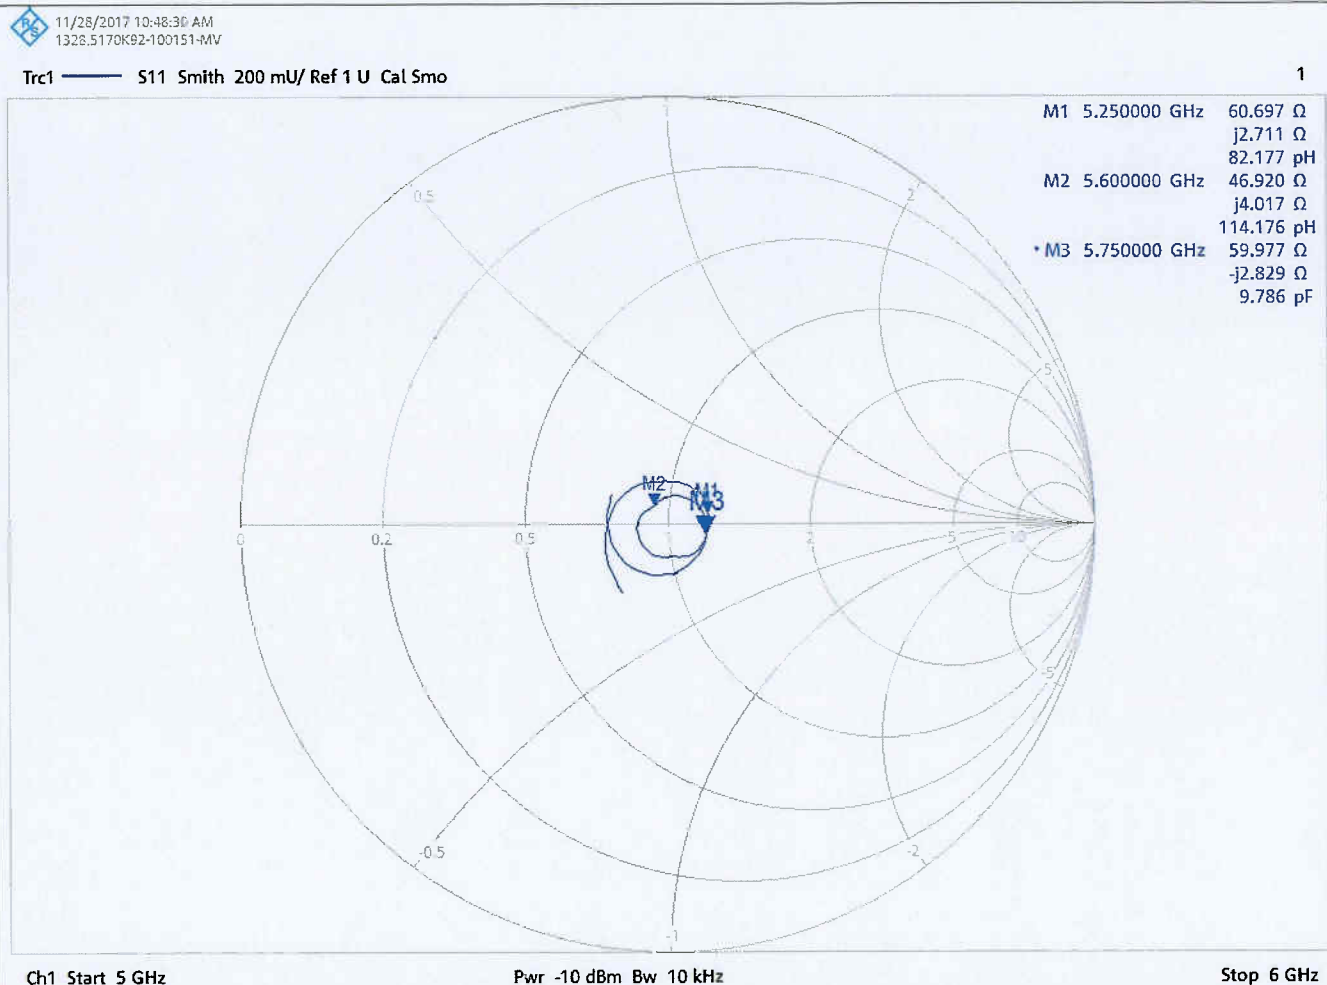 11/28/2017 10:48:30 AM
1328.5170K92-100151-MV
Trc1 S11 Smith 200 mU/ Ref 1 U Cal Smo
1
M1 5.250000 GHz 60.697 Ω
j2.711 Ω
82.177 pH
M2 5.600000 GHz 46.920 Ω
j4.017 Ω
114.176 pH
• M3 5.750000 GHz 59.977 Ω
-j2.829 Ω
9.786 pF
1
0.5
2
5
M2
M1
M3
0 0.2 0.5 1 2 5 10
-5
-0.5
-2
-1
Ch1 Start 5 GHz Pwr -10 dBm Bw 10 kHz Stop 6 GHz